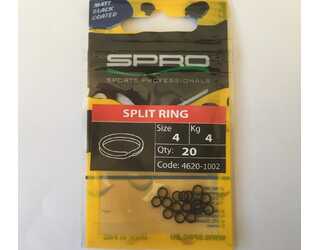 MATT
BLACK
COATED
SPRO
SPORTS PROFESSIONALS
SPLIT RING
Size Kg
4 4
Qty: 20
Code: 4620-1002